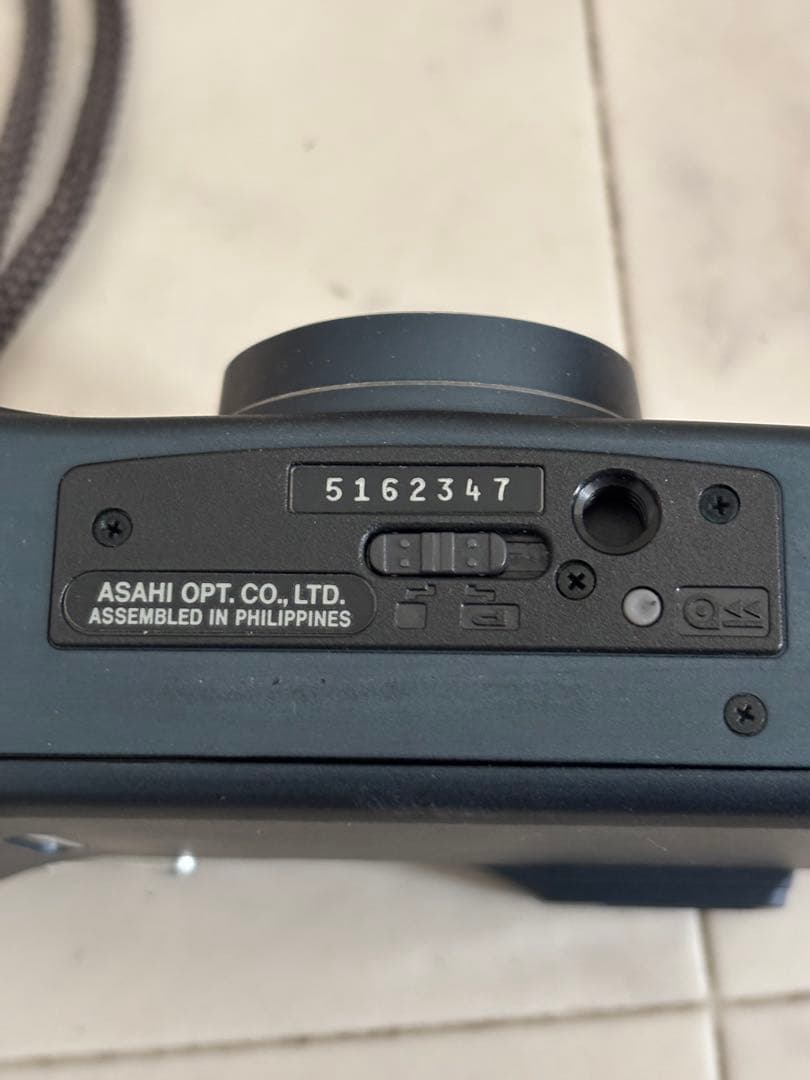 5162347
ASAHI OPT. CO., LTD.
ASSEMBLED IN PHILIPPINES